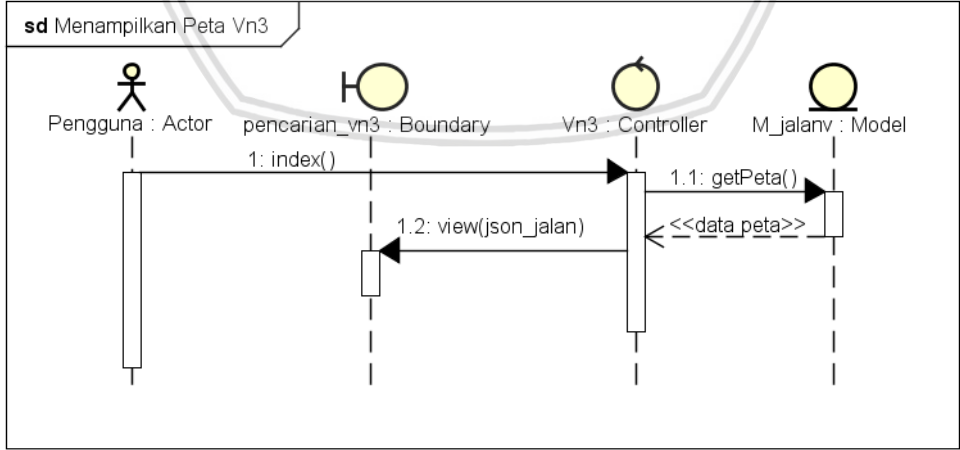 sd Menampilkan Peta Vn3
Pengguna : Actor
pencarian_vn3 : Boundary
Vn3 : Controller
M_jalanv : Model
1: index()
1.1: getPeta()
<<data peta>>
1.2: view(json_jalan)